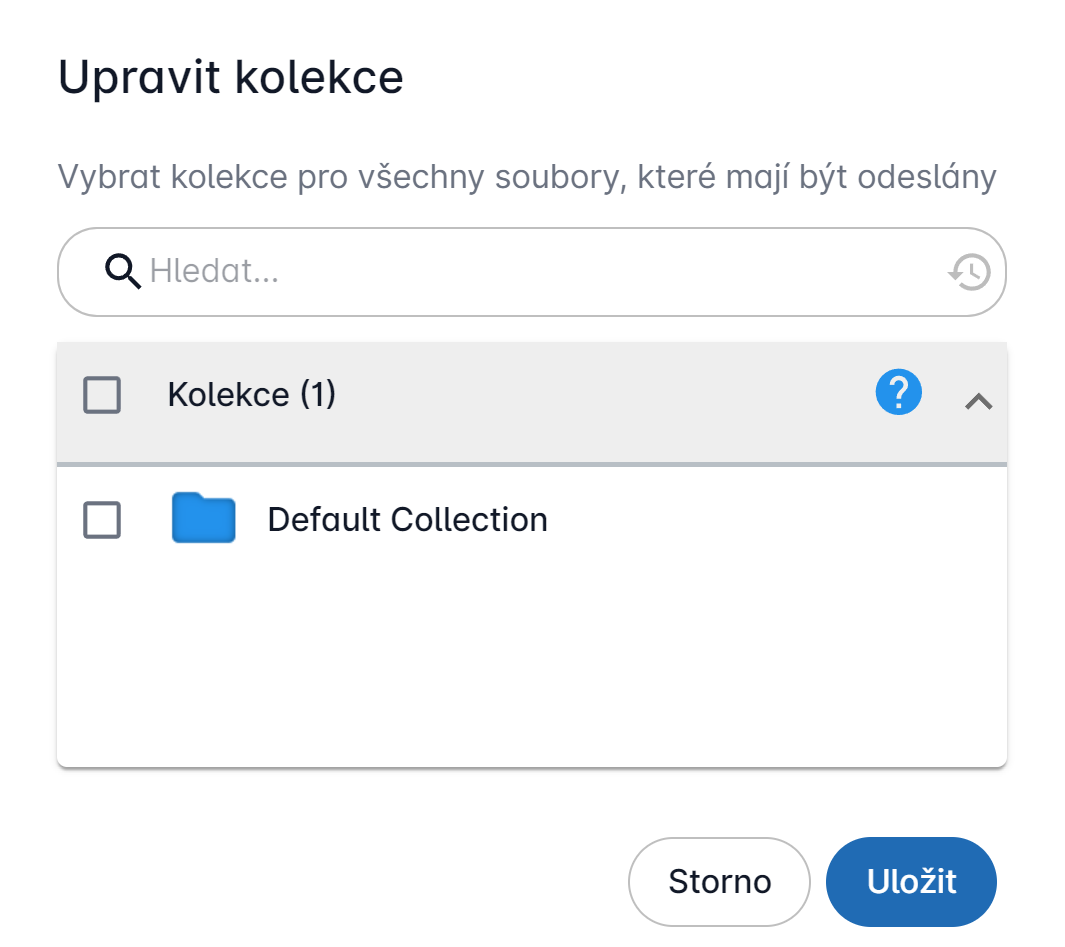 Upravit kolekce
Vybrat kolekce pro všechny soubory, které mají být odeslány
Hledat...
Kolekce (1)
?
Default Collection
Storno
Uložit